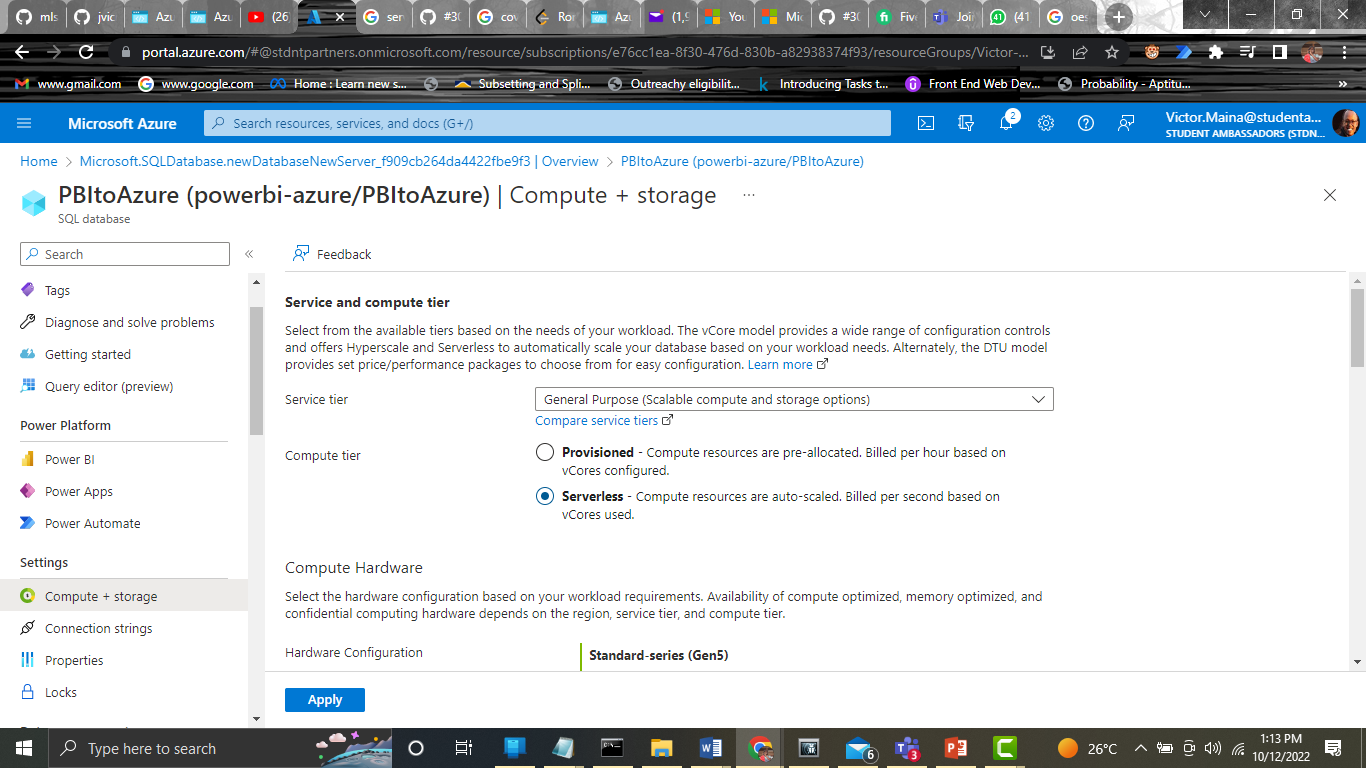 mls
jvic
Azu
Azu
(26
ser
#30
cov
Ro
Azu
(1,9
You
Mic
#30
Five
Joi
(41
oes
portal.azure.com/#@stdntpartners.onmicrosoft.com/resource/subscriptions/e76cc1ea-8f30-476d-830b-a82938374f93/resourceGroups/Victor-...
www.gmail.com
www.google.com
Home : Learn new s...
Subsetting and Spli...
Outreachy eligibilit...
Introducing Tasks t...
Front End Web Dev...
Probability - Aptitu...
Microsoft Azure
Search resources, services, and docs (G+/)
2
Victor.Maina@studenta...
STUDENT AMBASSADORS (STDN...
Home > Microsoft.SQLDatabase.newDatabaseNewServer_f909cb264da4422fbe9f3 | Overview > PBItoAzure (powerbi-azure/PBItoAzure)
PBItoAzure (powerbi-azure/PBItoAzure) | Compute + storage ...
SQL database
Search
Tags
Diagnose and solve problems
Getting started
Query editor (preview)
Power Platform
Power BI
Power Apps
Power Automate
Settings
Compute + storage
Connection strings
Properties
Locks
Feedback
Service and compute tier
Select from the available tiers based on the needs of your workload. The vCore model provides a wide range of configuration controls
and offers Hyperscale and Serverless to automatically scale your database based on your workload needs. Alternately, the DTU model
provides set price/performance packages to choose from for easy configuration. Learn more
Service tier
General Purpose (Scalable compute and storage options)
Compare service tiers
Compute tier
Provisioned - Compute resources are pre-allocated. Billed per hour based on
vCores configured.
Serverless - Compute resources are auto-scaled. Billed per second based on
vCores used.
Compute Hardware
Select the hardware configuration based on your workload requirements. Availability of compute optimized, memory optimized, and
confidential computing hardware depends on the region, service tier, and compute tier.
Hardware Configuration
Standard-series (Gen5)
Apply
Type here to search
6
3
26°C
1:13 PM
10/12/2022